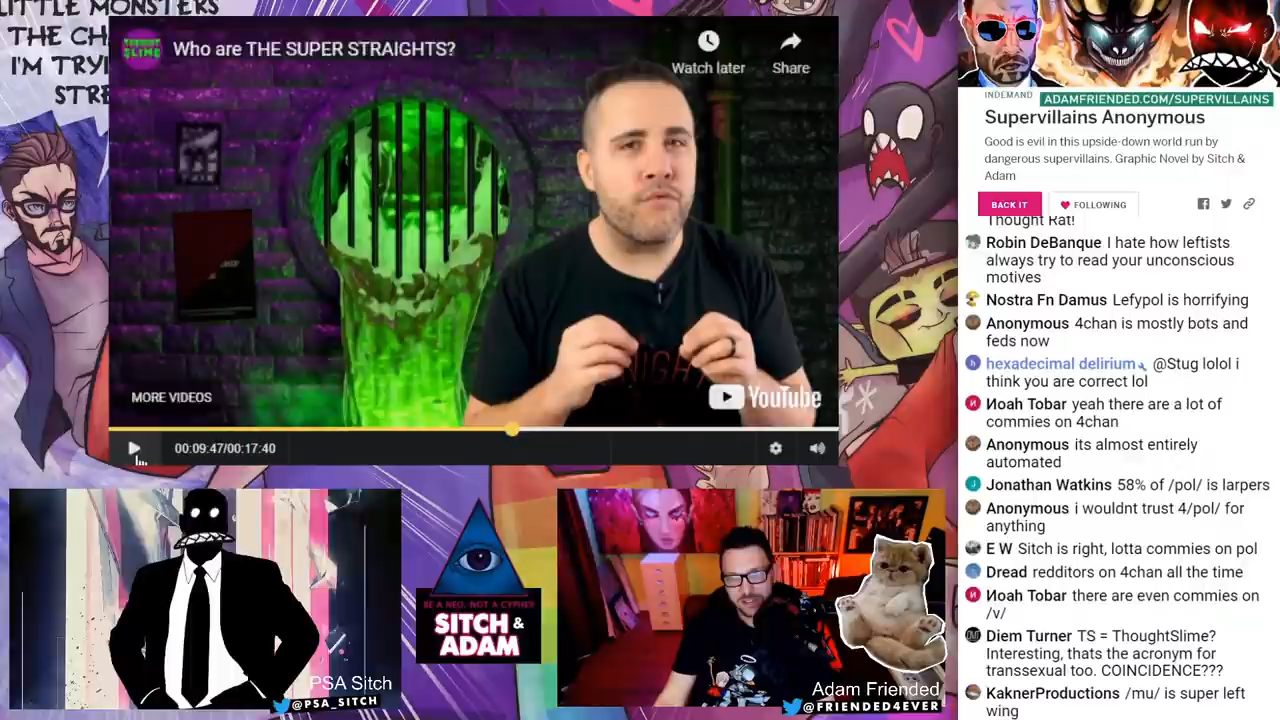 LITTLE MONSTERS
THE CH
I'M TRYI
STRE
THOUGHT
SLIME
Who are THE SUPER STRAIGHTS?
Watch later
Share
MORE VIDEOS
YouTube
00:09:47/00:17:40
BE A NEO, NOT A CYPHER
SITCH &
ADAM
PSA Sitch
@PSA_SITCH
Adam Friended
@FRIENDED4EVER
INDEMAND
ADAMFRIENDED.COM/SUPERVILLAINS
Supervillains Anonymous
Good is evil in this upside-down world run by
dangerous supervillains. Graphic Novel by Sitch &
Adam
BACK IT
FOLLOWING
Thought Rat!
Robin DeBanque I hate how leftists
always try to read your unconscious
motives
Nostra Fn Damus Lefypol is horrifying
Anonymous 4chan is mostly bots and
feds now
hexadecimal delirium @Stug lolol i
think you are correct lol
Иoah Tobar yeah there are a lot of
commies on 4chan
Anonymous its almost entirely
automated
Jonathan Watkins 58% of /pol/ is larpers
Anonymous i wouldnt trust 4/pol/ for
anything
E W Sitch is right, lotta commies on pol
Dread redditors on 4chan all the time
Иoah Tobar there are even commies on
/v/
Diem Turner TS = ThoughtSlime?
Interesting, thats the acronym for
transsexual too. COINCIDENCE???
KaknerProductions /mu/ is super left
wing